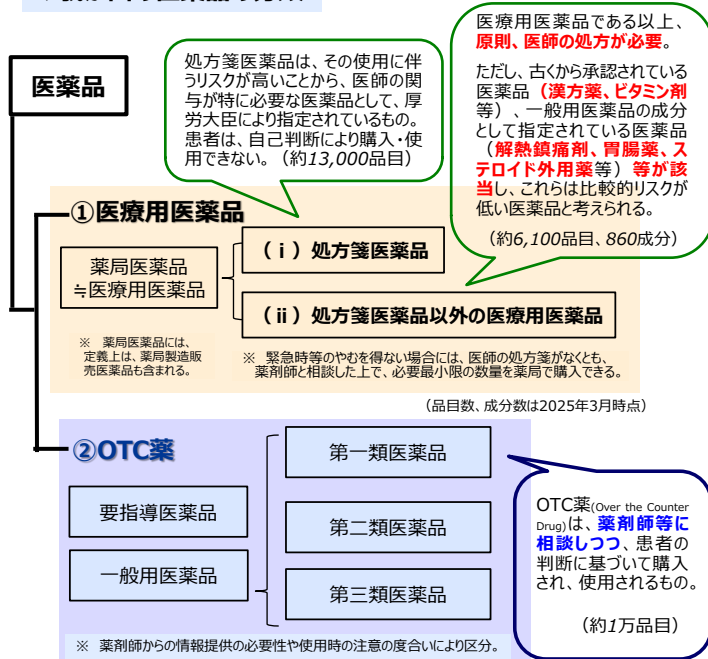 医薬品
処方箋医薬品は、その使用に伴
うリスクが高いことから、医師の関
与が特に必要な医薬品として、厚
労大臣により指定されているもの。
患者は、自己判断により購入・使
用できない。（約13,000品目）
医療用医薬品である以上、
原則、医師の処方が必要。
ただし、古くから承認されている
医薬品（漢方薬、ビタミン剤
等）、一般用医薬品の成分
として指定されている医薬品
（解熱鎮痛剤、胃腸薬、ス
テロイド外用薬等）等が該
当し、これらは比較的リスクが
低い医薬品と考えられる。
（約6,100品目、860成分）
①医療用医薬品
薬局医薬品
≒医療用医薬品
（ⅰ）処方箋医薬品
（ⅱ）処方箋医薬品以外の医療用医薬品
※　薬局医薬品には、
定義上は、薬局製造販
売医薬品も含まれる。
※　緊急時等のやむを得ない場合には、医師の処方箋がなくとも、
薬剤師と相談した上で、必要最小限の数量を薬局で購入できる。
（品目数、成分数は2025年3月時点）
②OTC薬
要指導医薬品
一般用医薬品
第一類医薬品
第二類医薬品
第三類医薬品
OTC薬(Over the Counter
Drug)は、薬剤師等に
相談しつつ、患者の
判断に基づいて購入
され、使用されるもの。
（約1万品目）
※　薬剤師からの情報提供の必要性や使用時の注意の度合いにより区分。